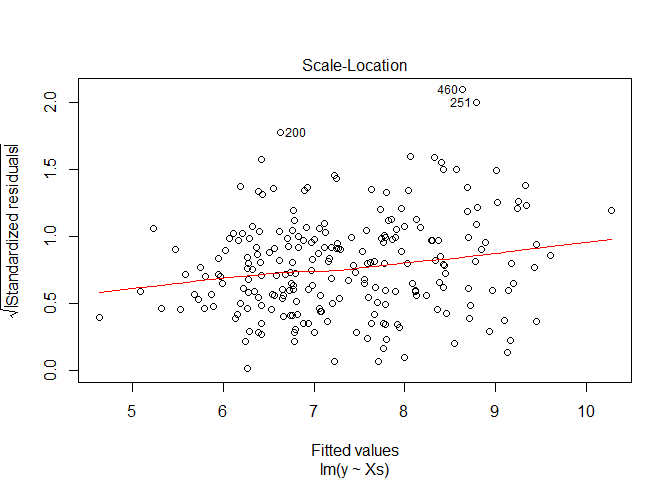 Scale-Location
√|Standardized residuals|
2.0
1.5
1.0
0.5
0.0
460
251
200
5 6 7 8 9 10
Fitted values
lm(y ~ Xs)